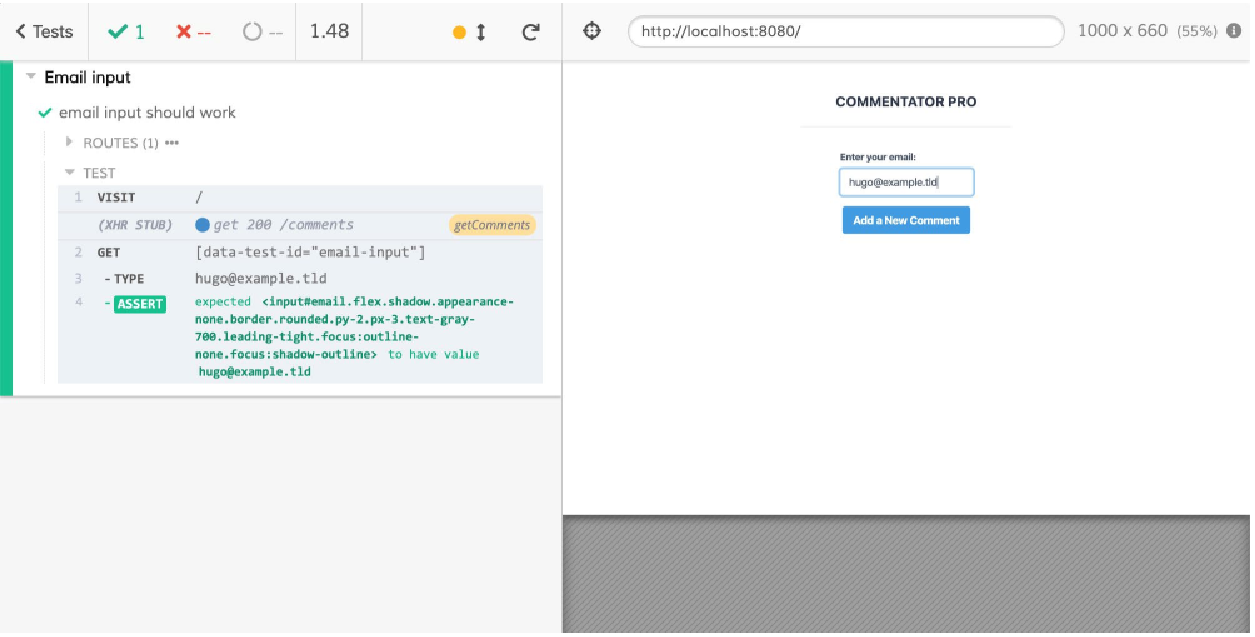 Tests 1 -- -- 1.48
http://localhost:8080/ 1000 x 660 (55%)
Email input
email input should work
ROUTES (1) •••
TEST
1 VISIT /
(XHR STUB) get 200 /comments getComments
2 GET [data-test-id="email-input"]
3 - TYPE hugo@example.tld
4 - ASSERT expected <input#email.flex.shadow.appearance-
none.border.rounded.py-2.px-3.text-gray-
700.leading-tight.focus:outline-
none.focus:shadow-outline> to have value
hugo@example.tld
COMMENTATOR PRO
Enter your email:
hugo@example.tld
Add a New Comment